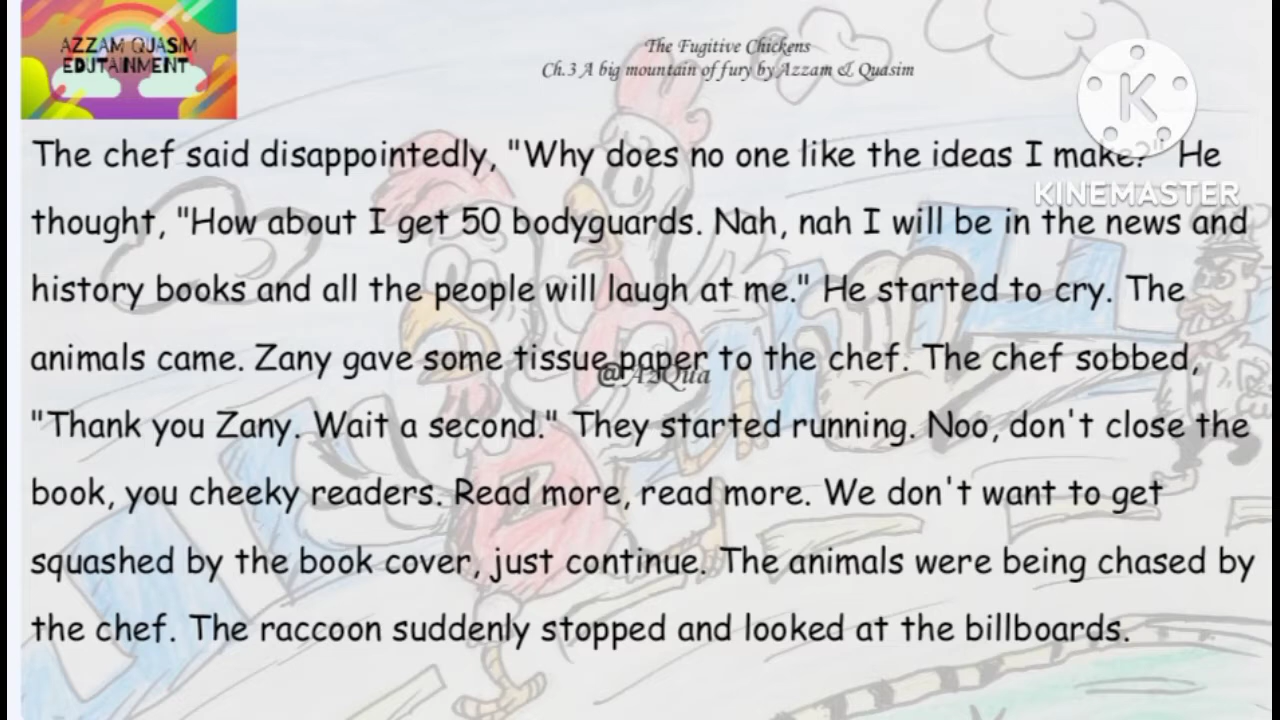 AZZAM QUASIM
EDUTAINMENT
The Fugitive Chickens
Ch.3 A big mountain of fury by Azzam & Quasim
K
KINEMASTER
The chef said disappointedly, "Why does no one like the ideas I make?" He
thought, "How about I get 50 bodyguards. Nah, nah I will be in the news and
history books and all the people will laugh at me." He started to cry. The
animals came. Zany gave some tissue paper to the chef. The chef sobbed,
@AzQua
"Thank you Zany. Wait a second." They started running. Noo, don't close the
book, you cheeky readers. Read more, read more. We don't want to get
squashed by the book cover, just continue. The animals were being chased by
the chef. The raccoon suddenly stopped and looked at the billboards.